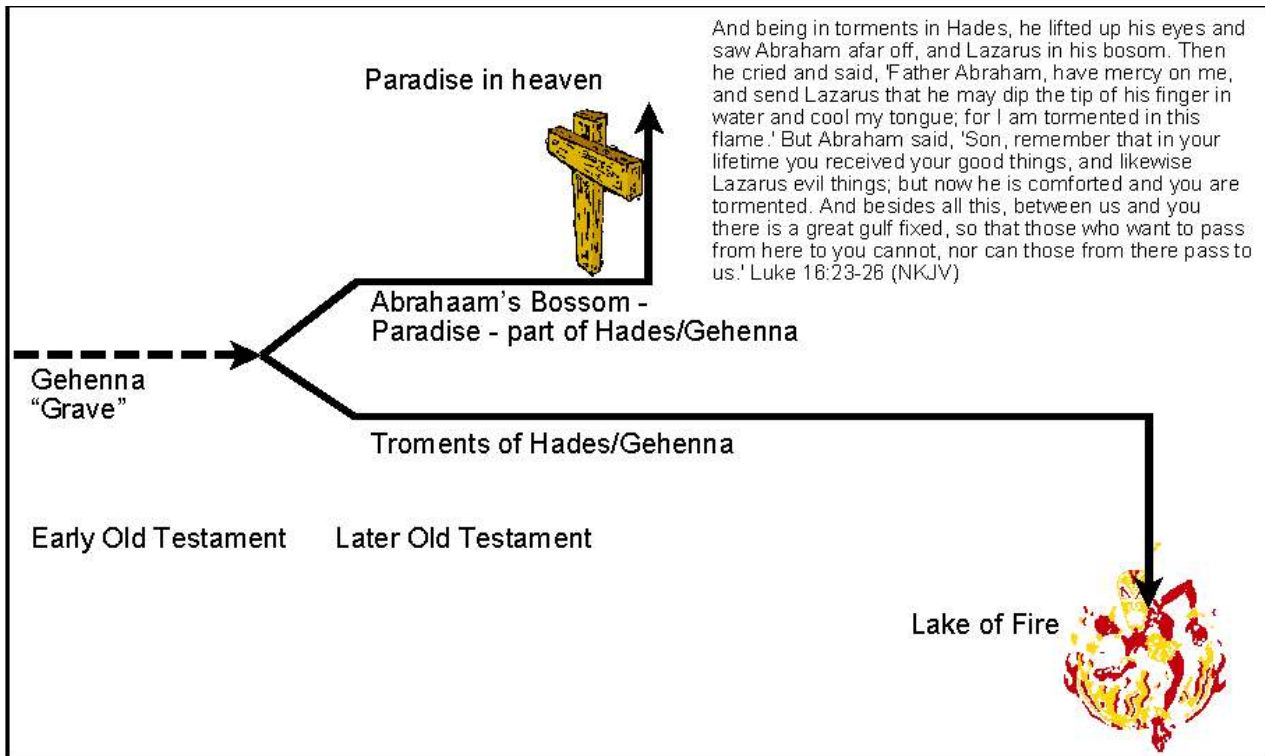 And being in torments in Hades, he lifted up his eyes and
saw Abraham afar off, and Lazarus in his bosom. Then
he cried and said, 'Father Abraham, have mercy on me,
and send Lazarus that he may dip the tip of his finger in
water and cool my tongue; for I am tormented in this
flame.' But Abraham said, 'Son, remember that in your
lifetime you received your good things, and likewise
Lazarus evil things; but now he is comforted and you are
tormented. And besides all this, between us and you
there is a great gulf fixed, so that those who want to pass
from here to you cannot, nor can those from there pass to
us.' Luke 16:23-26 (NKJV)
Paradise in heaven
Abrahaam's Bossom -
Paradise - part of Hades/Gehenna
Gehenna
“Grave”
Troments of Hades/Gehenna
Early Old Testament
Later Old Testament
Lake of Fire